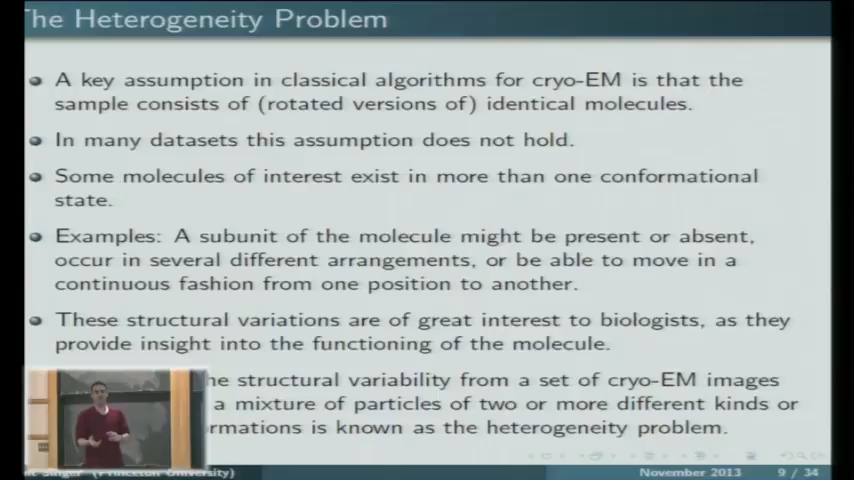 The Heterogeneity Problem
A key assumption in classical algorithms for cryo-EM is that the
sample consists of (rotated versions of) identical molecules.
In many datasets this assumption does not hold.
Some molecules of interest exist in more than one conformational
state.
Examples: A subunit of the molecule might be present or absent,
occur in several different arrangements, or be able to move in a
continuous fashion from one position to another.
These structural variations are of great interest to biologists, as they
provide insight into the functioning of the molecule.
he structural variability from a set of cryo-EM images
a mixture of particles of two or more different kinds or
rmations is known as the heterogeneity problem.
Singer (Princeton University)
November 2013
9 / 34